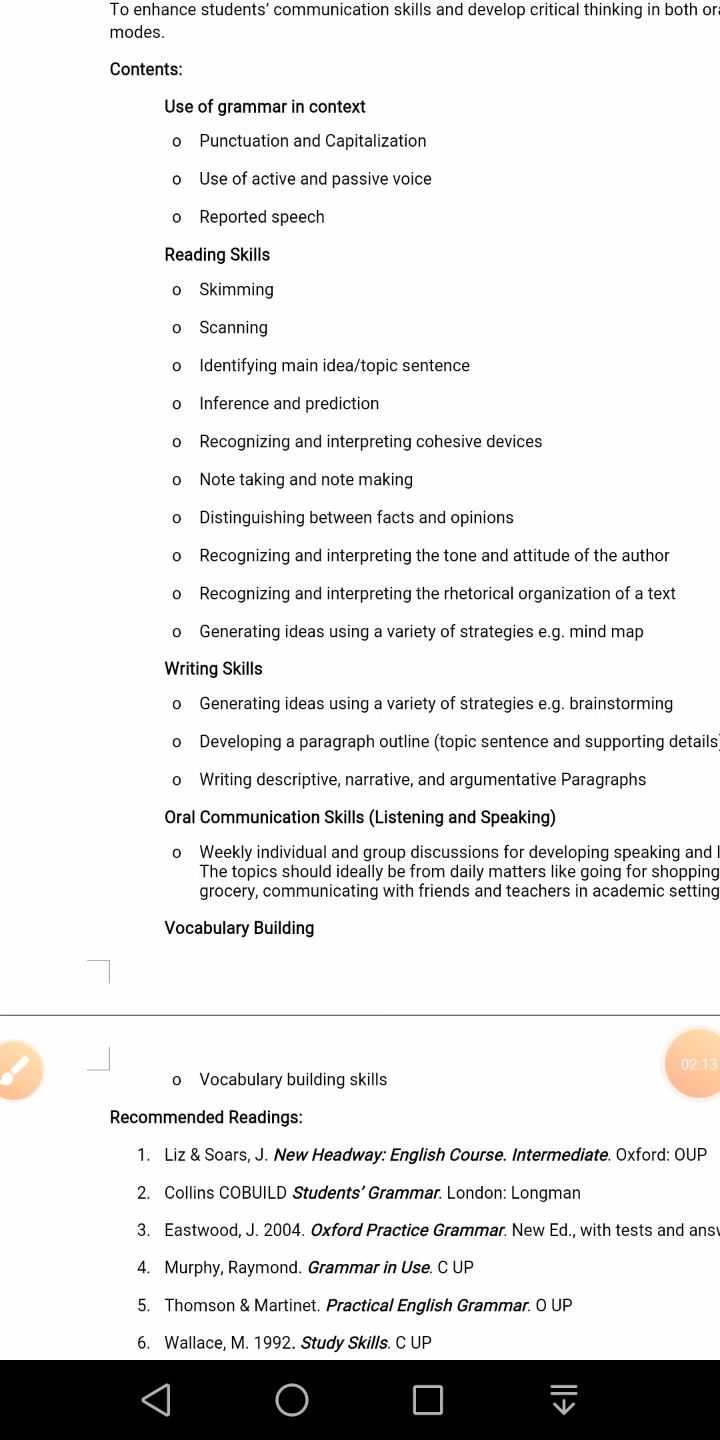 To enhance students' communication skills and develop critical thinking in both
modes.
Contents:
Use of grammar in context
o Punctuation and Capitalization
o Use of active and passive voice
o Reported speech
Reading Skills
o Skimming
o Scanning
o Identifying main idea/topic sentence
o Inference and prediction
o Recognizing and interpreting cohesive devices
o Note taking and note making
o Distinguishing between facts and opinions
o Recognizing and interpreting the tone and attitude of the author
o Recognizing and interpreting the rhetorical organization of a text
o Generating ideas using a variety of strategies e.g. mind map
Writing Skills
o Generating ideas using a variety of strategies e.g. brainstorming
o Developing a paragraph outline (topic sentence and supporting details)
o Writing descriptive, narrative, and argumentative Paragraphs
Oral Communication Skills (Listening and Speaking)
o Weekly individual and group discussions for developing speaking and
The topics should ideally be from daily matters like going for shopping
grocery, communicating with friends and teachers in academic setting
Vocabulary Building
02:13
o Vocabulary building skills
Recommended Readings:
1. Liz & Soars, J. New Headway: English Course. Intermediate. Oxford: OUP
2. Collins COBUILD Students' Grammar. London: Longman
3. Eastwood, J. 2004. Oxford Practice Grammar. New Ed., with tests and
4. Murphy, Raymond. Grammar in Use. C UP
5. Thomson & Martinet. Practical English Grammar. O UP
6. Wallace, M. 1992. Study Skills. C UP